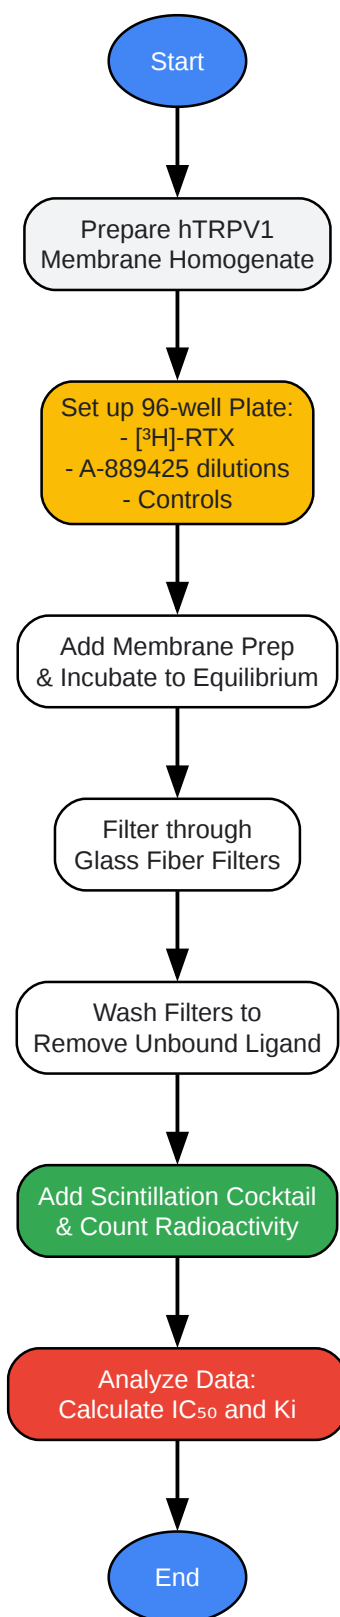 Start
Prepare hTRPV1
Membrane Homogenate
Set up 96-well Plate:
- [³H]-RTX
- A-889425 dilutions
- Controls
Add Membrane Prep
& Incubate to Equilibrium
Filter through
Glass Fiber Filters
Wash Filters to
Remove Unbound Ligand
Add Scintillation Cocktail
& Count Radioactivity
Analyze Data:
Calculate IC₅₀ and Ki
End